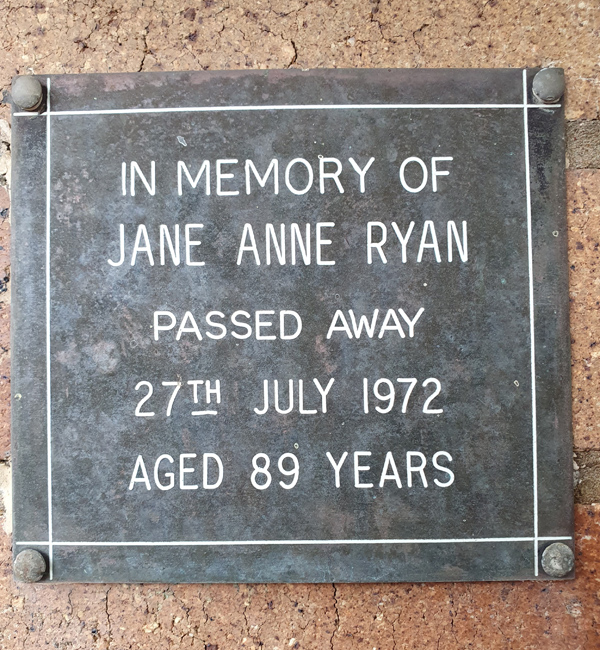 IN MEMORY OF
JANE ANNE RYAN
PASSED AWAY
27TH JULY 1972
AGED 89 YEARS